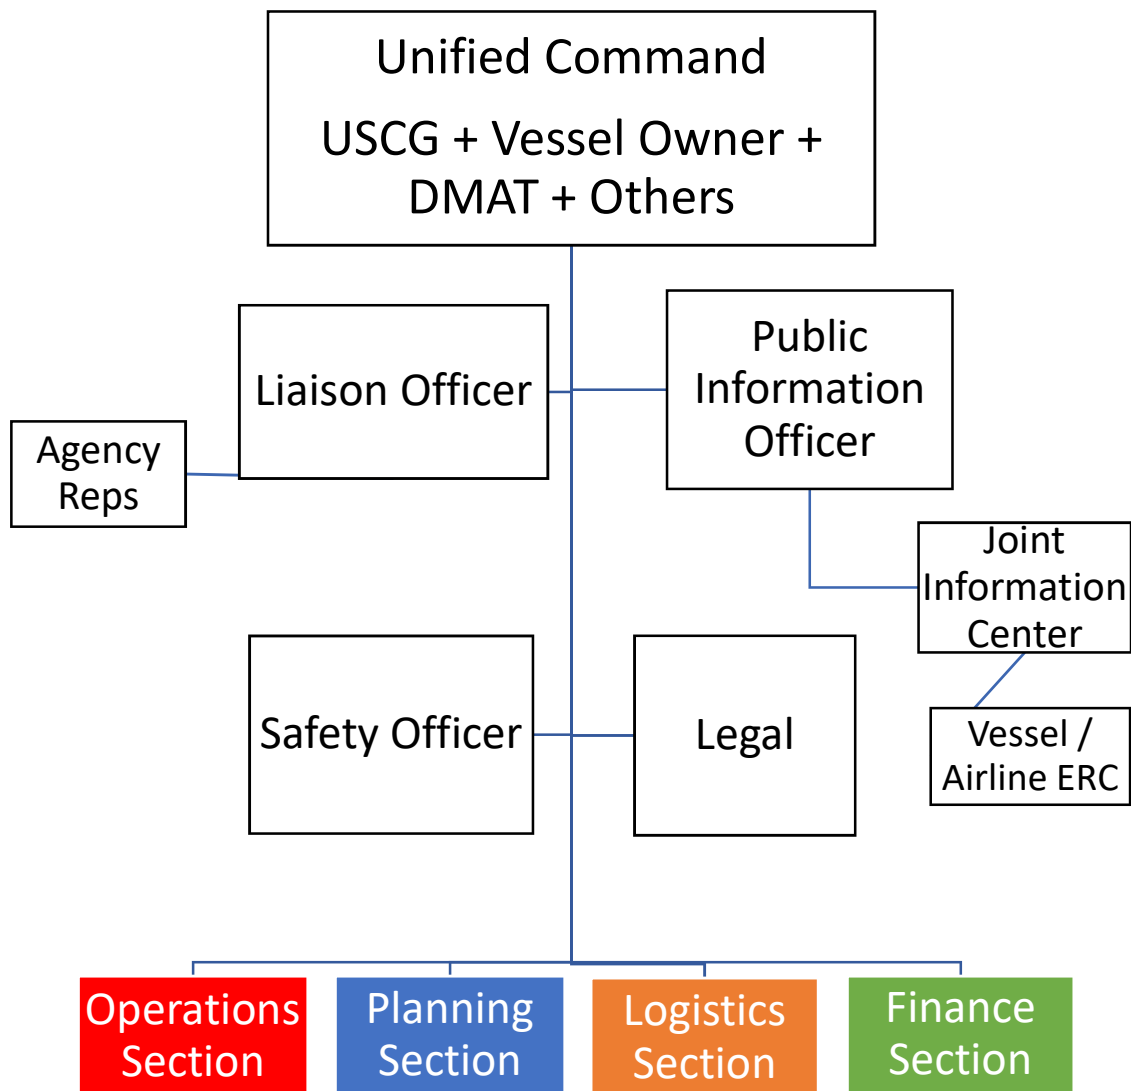 Unified Command
USCG + Vessel Owner +
DMAT + Others
Liaison Officer
Public
Information
Officer
Agency
Reps
Joint
Information
Center
Safety Officer
Legal
Vessel /
Airline ERC
Operations
Section
Planning
Section
Logistics
Section
Finance
Section